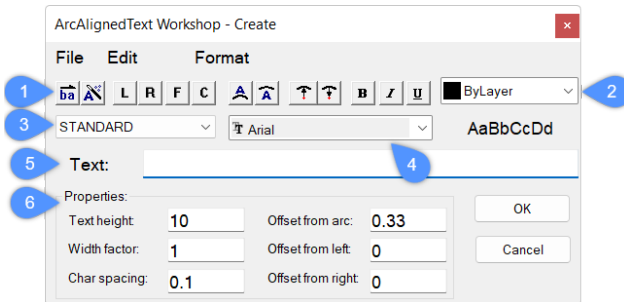 ArcAlignedText Workshop - Create ×
File Edit Format
1 ba A L R F C A A T T B I U ByLayer 2
3 STANDARD Arial AaBbCcDd
5 Text: 4
6 Properties:
Text height: 10 Offset from arc: 0.33 OK
Width factor: 1 Offset from left: 0 Cancel
Char spacing: 0.1 Offset from right: 0